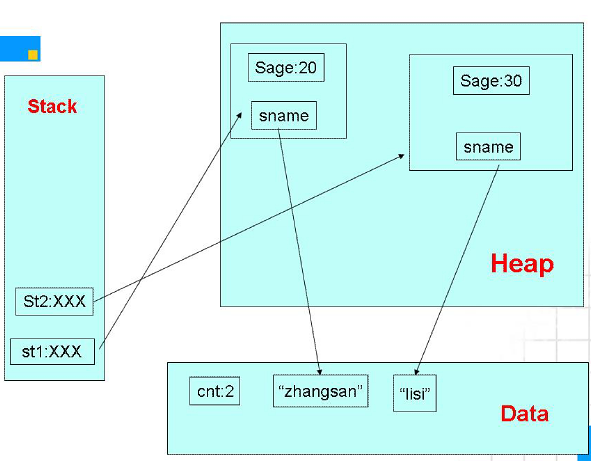 Stack
St2:XXX
st1:XXX
Sage:20
sname
Sage:30
sname
Heap
cnt:2
“zhangsan”
“lisi”
Data